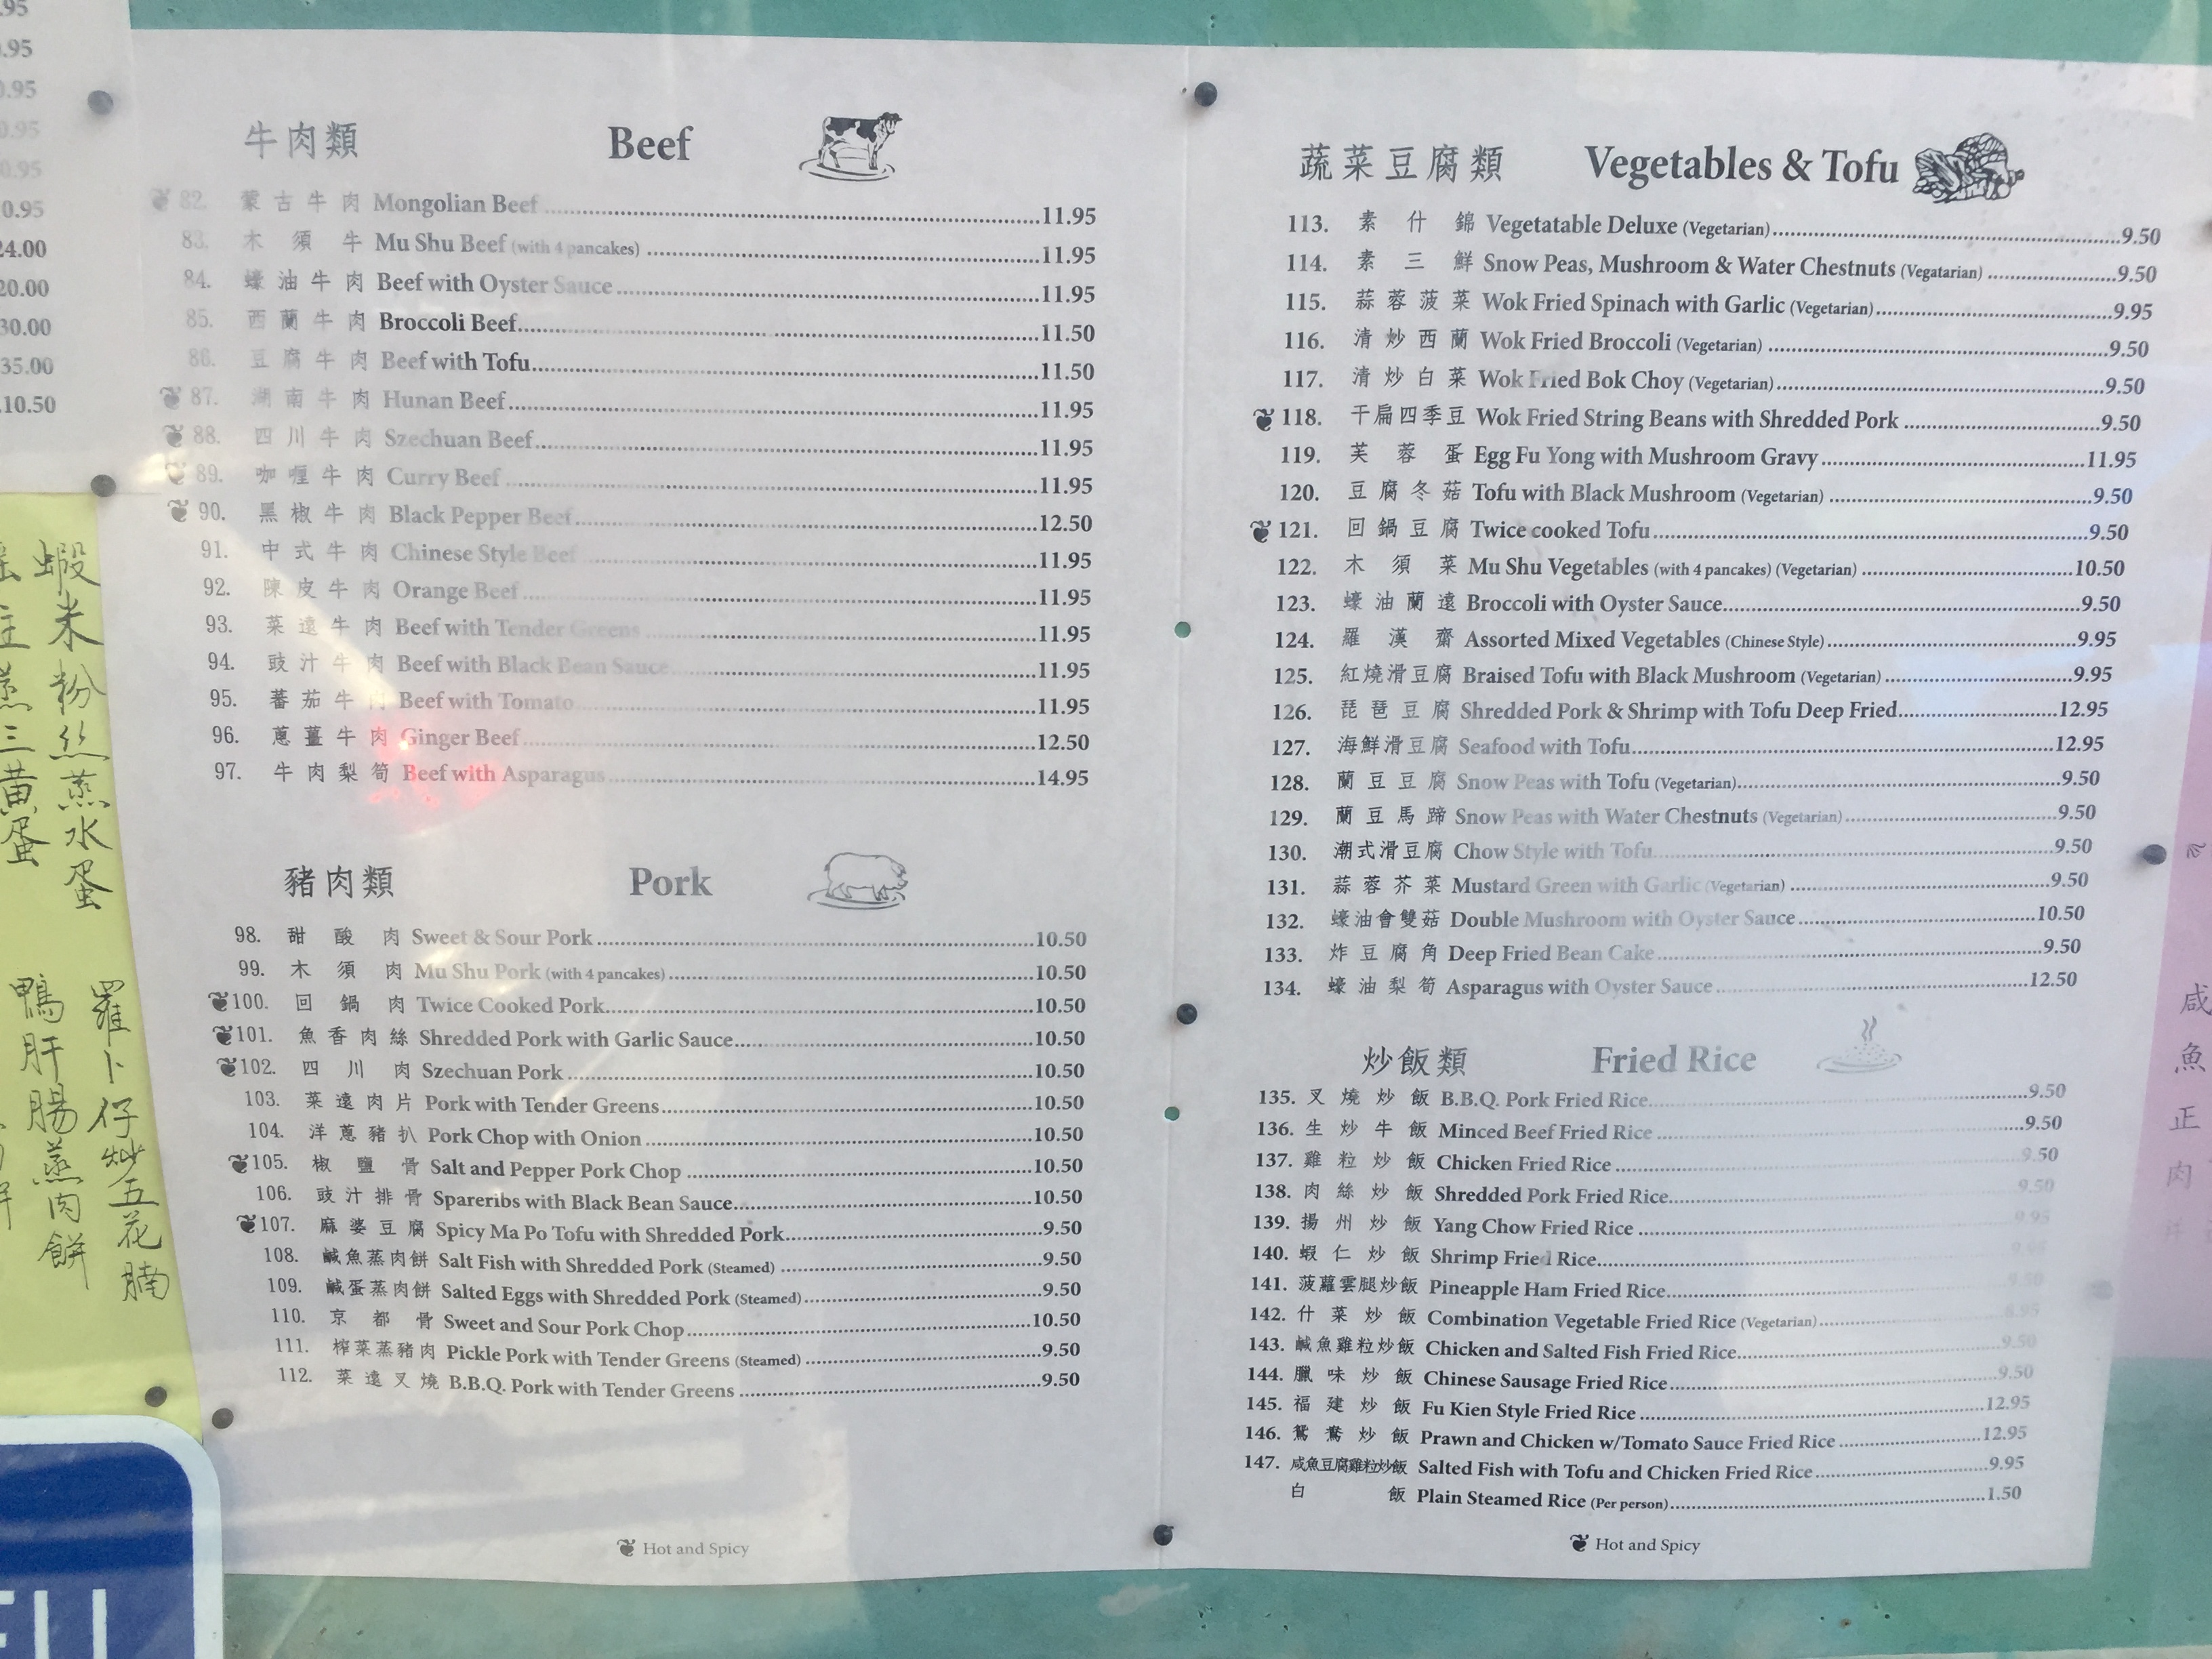 .95
.95
0.95
0.95
0.95
0.95
24.00
20.00
30.00
35.00
10.50
牛肉類 Beef
82. 蒙古牛肉 Mongolian Beef 11.95
83. 木須牛 Mu Shu Beef (with 4 pancakes) 11.95
84. 蠔油牛肉 Beef with Oyster Sauce 11.95
85. 西蘭牛肉 Broccoli Beef 11.50
86. 豆腐牛肉 Beef with Tofu 11.50
87. 湖南牛肉 Hunan Beef 11.95
88. 四川牛肉 Szechuan Beef 11.95
89. 咖喱牛肉 Curry Beef 11.95
90. 黑椒牛肉 Black Pepper Beef 12.50
91. 中式牛肉 Chinese Style Beef 11.95
92. 陳皮牛肉 Orange Beef 11.95
93. 菜遠牛肉 Beef with Tender Greens 11.95
94. 豉汁牛肉 Beef with Black Bean Sauce 11.95
95. 蕃茄牛肉 Beef with Tomato 11.95
96. 蔥薑牛肉 Ginger Beef 12.50
97. 牛肉梨筍 Beef with Asparagus 14.95
豬肉類 Pork
98. 甜酸肉 Sweet & Sour Pork 10.50
99. 木須肉 Mu Shu Pork (with 4 pancakes) 10.50
100. 回鍋肉 Twice Cooked Pork 10.50
101. 魚香肉絲 Shredded Pork with Garlic Sauce 10.50
102. 四川肉 Szechuan Pork 10.50
103. 菜遠肉片 Pork with Tender Greens 10.50
104. 洋蔥豬扒 Pork Chop with Onion 10.50
105. 椒鹽骨 Salt and Pepper Pork Chop 10.50
106. 豉汁排骨 Spareribs with Black Bean Sauce 10.50
107. 麻婆豆腐 Spicy Ma Po Tofu with Shredded Pork 9.50
108. 鹹魚蒸肉餅 Salt Fish with Shredded Pork (Steamed) 9.50
109. 鹹蛋蒸肉餅 Salted Eggs with Shredded Pork (Steamed) 9.50
110. 京都骨 Sweet and Sour Pork Chop 10.50
111. 榨菜蒸豬肉 Pickle Pork with Tender Greens (Steamed) 9.50
112. 菜遠叉燒 B.B.Q. Pork with Tender Greens 9.50
Hot and Spicy
蔬菜豆腐類 Vegetables & Tofu
113. 素什錦 Vegetatable Deluxe (Vegetarian) 9.50
114. 素三鮮 Snow Peas, Mushroom & Water Chestnuts (Vegatarian) 9.50
115. 蒜蓉菠菜 Wok Fried Spinach with Garlic (Vegetarian) 9.95
116. 清炒西蘭 Wok Fried Broccoli (Vegetarian) 9.50
117. 清炒白菜 Wok Fried Bok Choy (Vegetarian) 9.50
118. 干扁四季豆 Wok Fried String Beans with Shredded Pork 9.50
119. 芙蓉蛋 Egg Fu Yong with Mushroom Gravy 11.95
120. 豆腐冬菇 Tofu with Black Mushroom (Vegetarian) 9.50
121. 回鍋豆腐 Twice cooked Tofu 9.50
122. 木須菜 Mu Shu Vegetables (with 4 pancakes) (Vegetarian) 10.50
123. 蠔油蘭遠 Broccoli with Oyster Sauce 9.50
124. 羅漢齋 Assorted Mixed Vegetables (Chinese Style) 9.95
125. 紅燒滑豆腐 Braised Tofu with Black Mushroom (Vegetarian) 9.95
126. 琵琶豆腐 Shredded Pork & Shrimp with Tofu Deep Fried 12.95
127. 海鮮滑豆腐 Seafood with Tofu 12.95
128. 蘭豆豆腐 Snow Peas with Tofu (Vegetarian) 9.50
129. 蘭豆馬蹄 Snow Peas with Water Chestnuts (Vegetarian) 9.50
130. 潮式滑豆腐 Chow Style with Tofu 9.50
131. 蒜蓉芥菜 Mustard Green with Garlic (Vegetarian) 9.50
132. 蠔油會雙菇 Double Mushroom with Oyster Sauce 10.50
133. 炸豆腐角 Deep Fried Bean Cake 9.50
134. 蠔油梨筍 Asparagus with Oyster Sauce 12.50
炒飯類 Fried Rice
135. 叉燒炒飯 B.B.Q. Pork Fried Rice 9.50
136. 生炒牛飯 Minced Beef Fried Rice 9.50
137. 雞粒炒飯 Chicken Fried Rice 9.50
138. 肉絲炒飯 Shredded Pork Fried Rice 9.50
139. 揚州炒飯 Yang Chow Fried Rice 9.95
140. 蝦仁炒飯 Shrimp Fried Rice
141. 菠蘿雲腿炒飯 Pineapple Ham Fried Rice
142. 什菜炒飯 Combination Vegetable Fried Rice (Vegetarian) 8.95
143. 鹹魚雞粒炒飯 Chicken and Salted Fish Fried Rice 9.50
144. 臘味炒飯 Chinese Sausage Fried Rice 9.50
145. 福建炒飯 Fu Kien Style Fried Rice 12.95
146. 鴛鴦炒飯 Prawn and Chicken w/Tomato Sauce Fried Rice 12.95
147. 咸魚豆腐雞粒炒飯 Salted Fish with Tofu and Chicken Fried Rice 9.95
白飯 Plain Steamed Rice (Per person) 1.50
Hot and Spicy
蝦米粉丝蒸水蛋
蒸三黃蛋
羅卜仔炒五花腩
鴨肝腸蒸肉餅
咸魚正肉